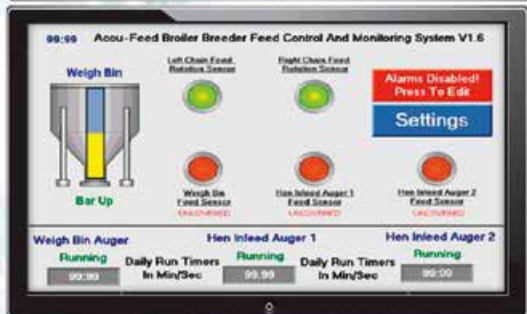 99:99 Accu-Feed Broiler Breeder Feed Control And Monitoring System V1.6
Weigh Bin
Left Chain Feed
Rotation Sensor
Right Chain Feed
Rotation Sensor
Alarms Disabled!
Press To Edit
Settings
Bar Up
Weigh Bin
Feed Sensor
UNCOVERED
Hen Infeed Auger 1
Feed Sensor
UNCOVERED
Hen Infeed Auger 2
Feed Sensor
UNCOVERED
Weigh Bin Auger
Running
99:99
Daily Run Timers
In Min/Sec
Hen Infeed Auger 1
Running
99:99
Daily Run Timers
In Min/Sec
Hen Infeed Auger 2
Running
99:99